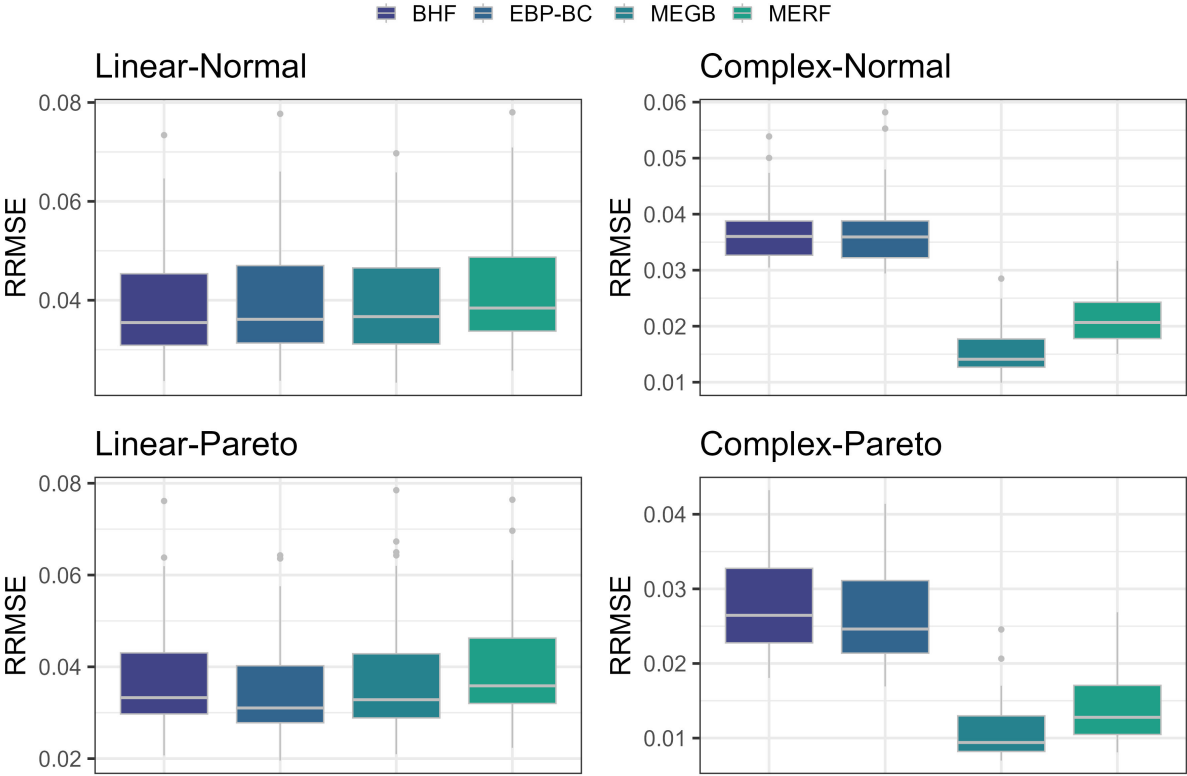 BHF EBP-BC MEGB MERF
Linear-Normal
RRMSE
0.08
0.06
0.04
Complex-Normal
RRMSE
0.06
0.05
0.04
0.03
0.02
0.01
Linear-Pareto
RRMSE
0.08
0.06
0.04
0.02
Complex-Pareto
RRMSE
0.04
0.03
0.02
0.01